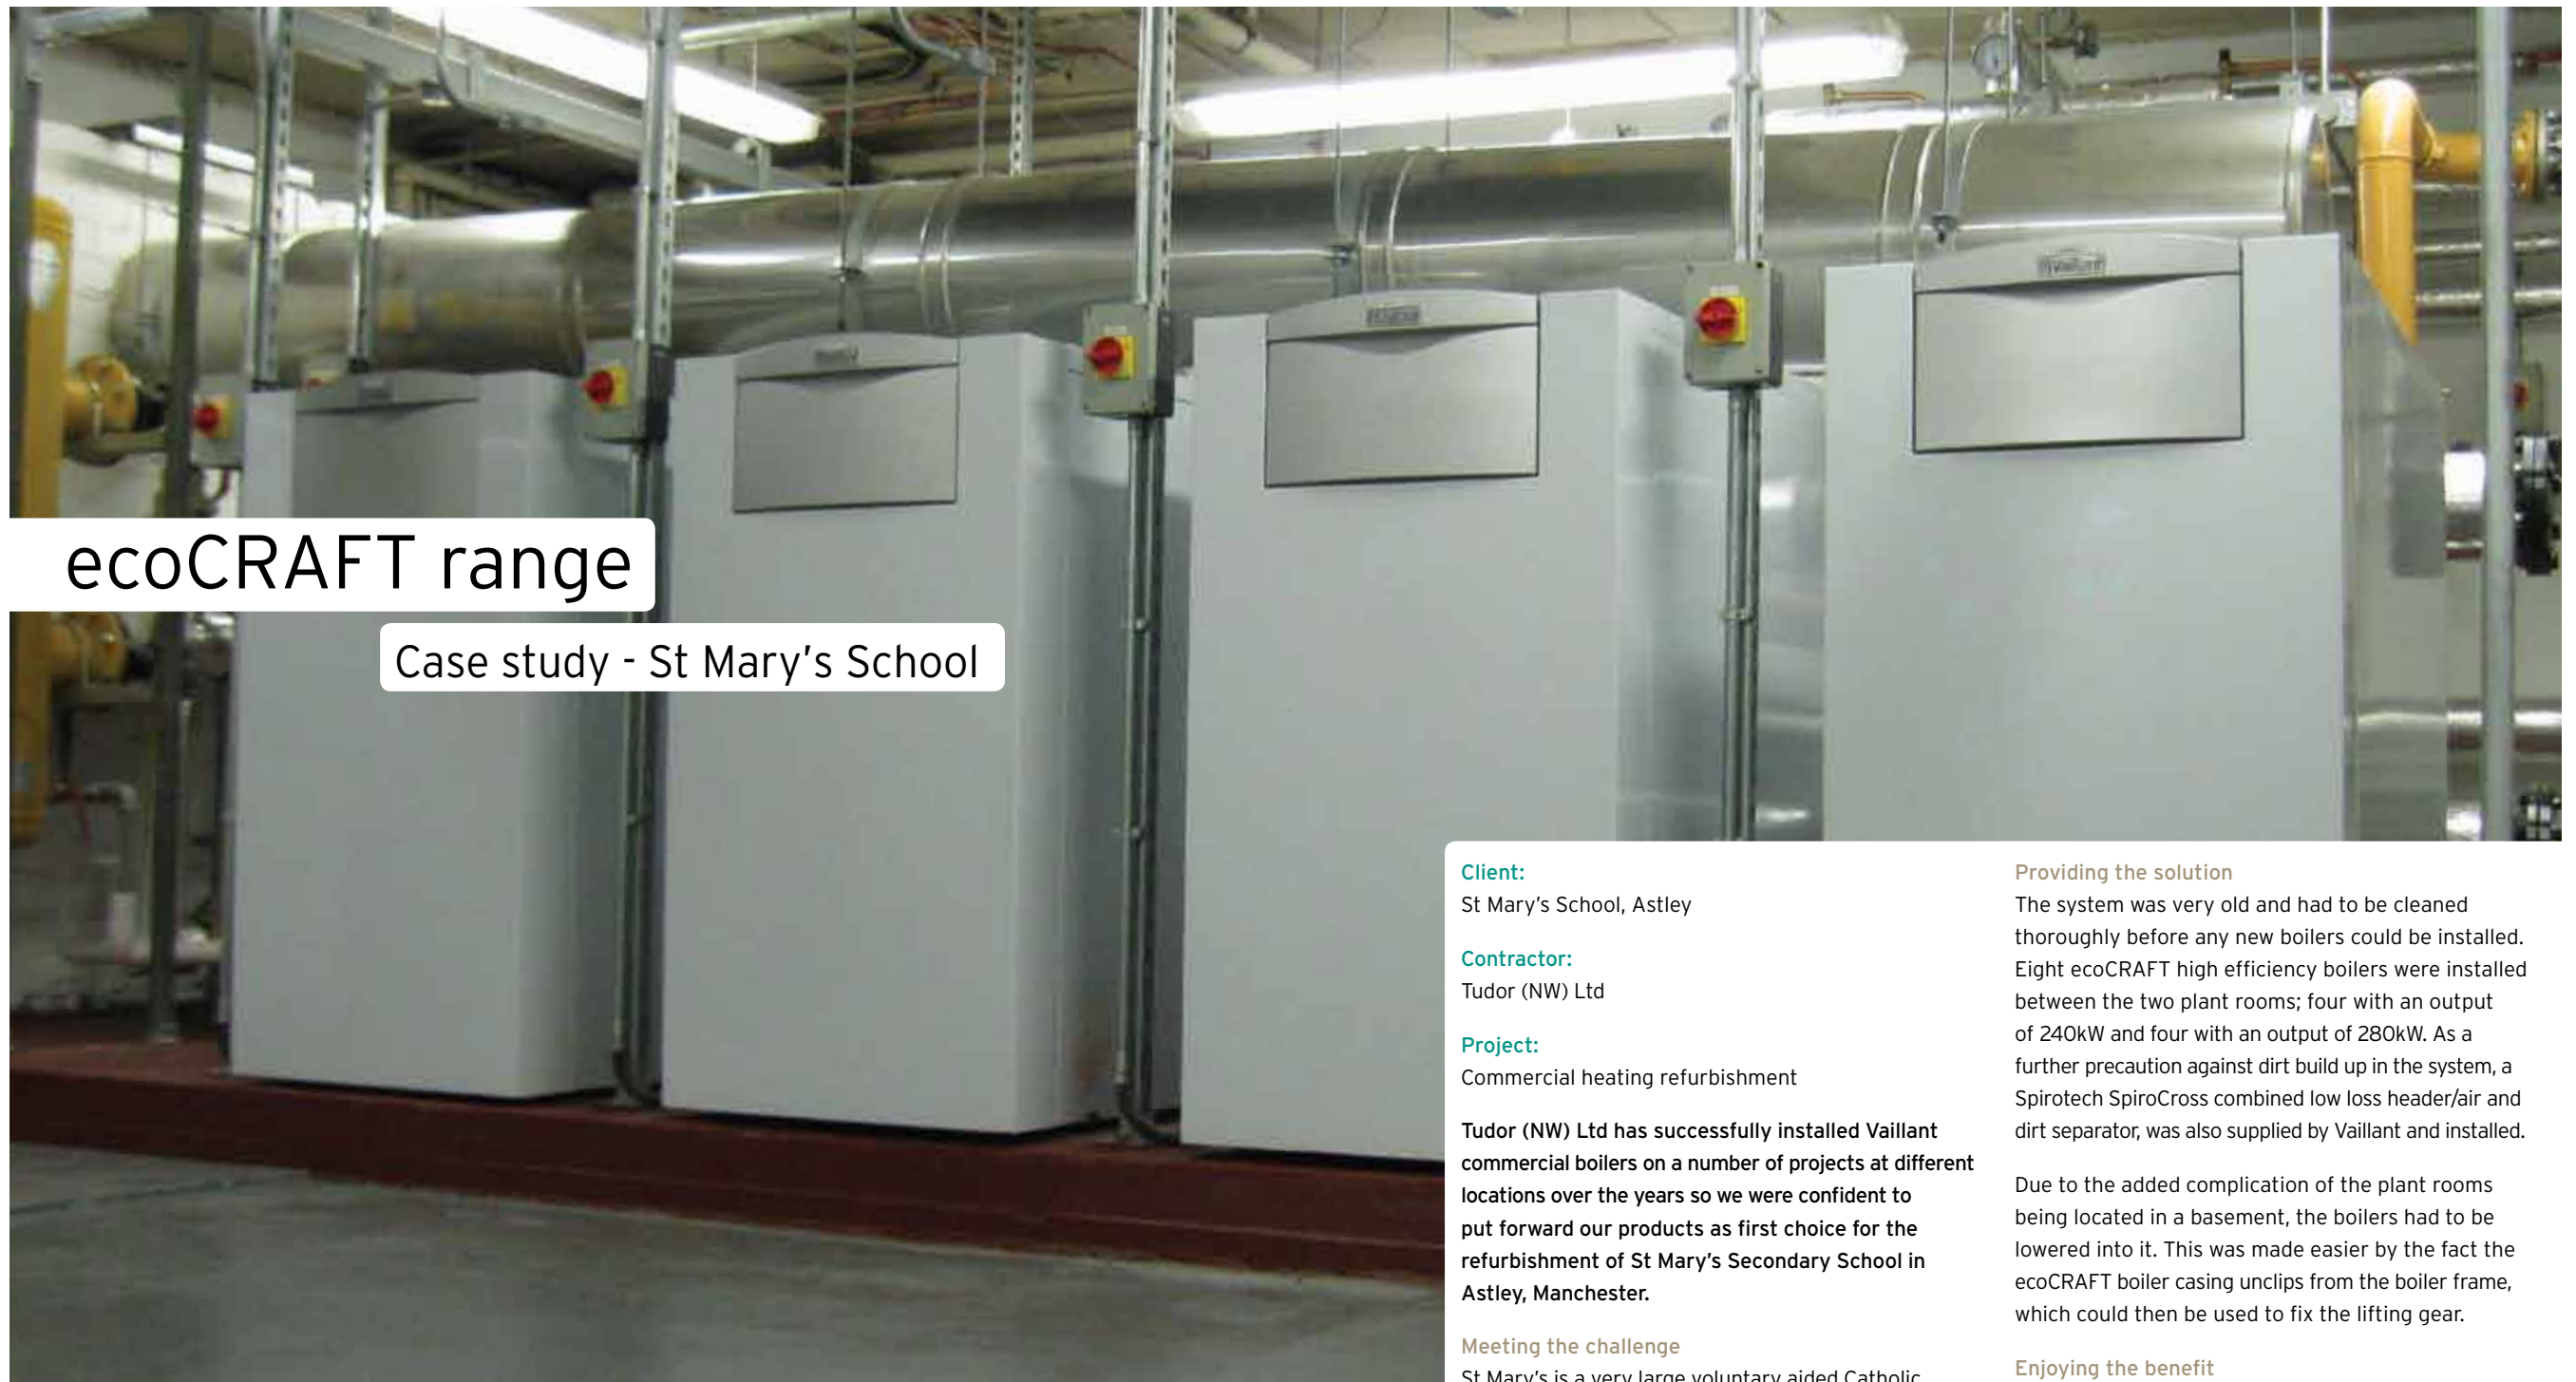 ecoCRAFT range
Case study - St Mary's School
Vaillant
Client:
St Mary's School, Astley
Contractor:
Tudor (NW) Ltd
Project:
Commercial heating refurbishment
Tudor (NW) Ltd has successfully installed Vaillant
commercial boilers on a number of projects at different
locations over the years so we were confident to
put forward our products as first choice for the
refurbishment of St Mary's Secondary School in
Astley, Manchester.
Meeting the challenge
St Mary's is a very large voluntary aided Catholic
Providing the solution
The system was very old and had to be cleaned
thoroughly before any new boilers could be installed.
Eight ecoCRAFT high efficiency boilers were installed
between the two plant rooms; four with an output
of 240kW and four with an output of 280kW. As a
further precaution against dirt build up in the system, a
Spirotech SpiroCross combined low loss header/air and
dirt separator, was also supplied by Vaillant and installed.
Due to the added complication of the plant rooms
being located in a basement, the boilers had to be
lowered into it. This was made easier by the fact the
ecoCRAFT boiler casing unclips from the boiler frame,
which could then be used to fix the lifting gear.
Enjoying the benefit